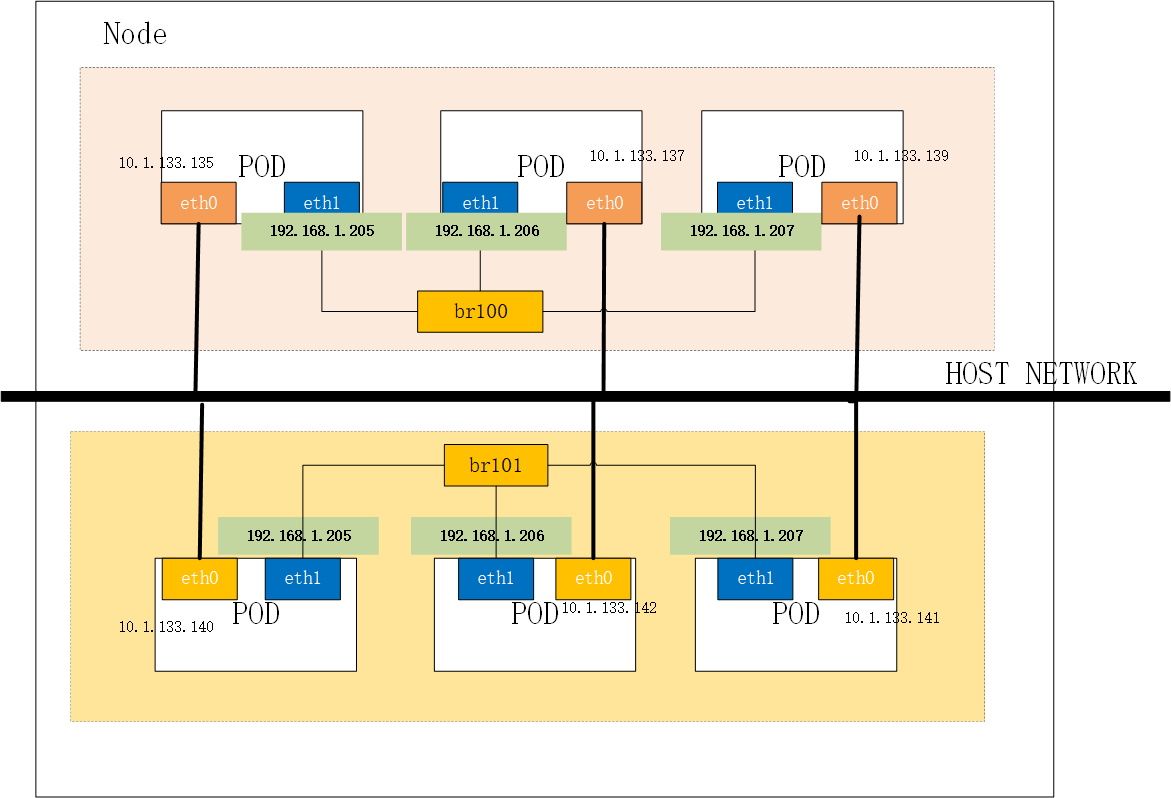 Node
10.1.133.135
POD
eth0
eth1
192.168.1.205
POD
10.1.133.137
eth1
eth0
192.168.1.206
POD
10.1.133.139
eth1
eth0
192.168.1.207
br100
HOST NETWORK
br101
192.168.1.205
192.168.1.206
192.168.1.207
eth0
eth1
POD
10.1.133.140
eth1
eth0
POD
10.1.133.142
eth1
eth0
POD
10.1.133.141